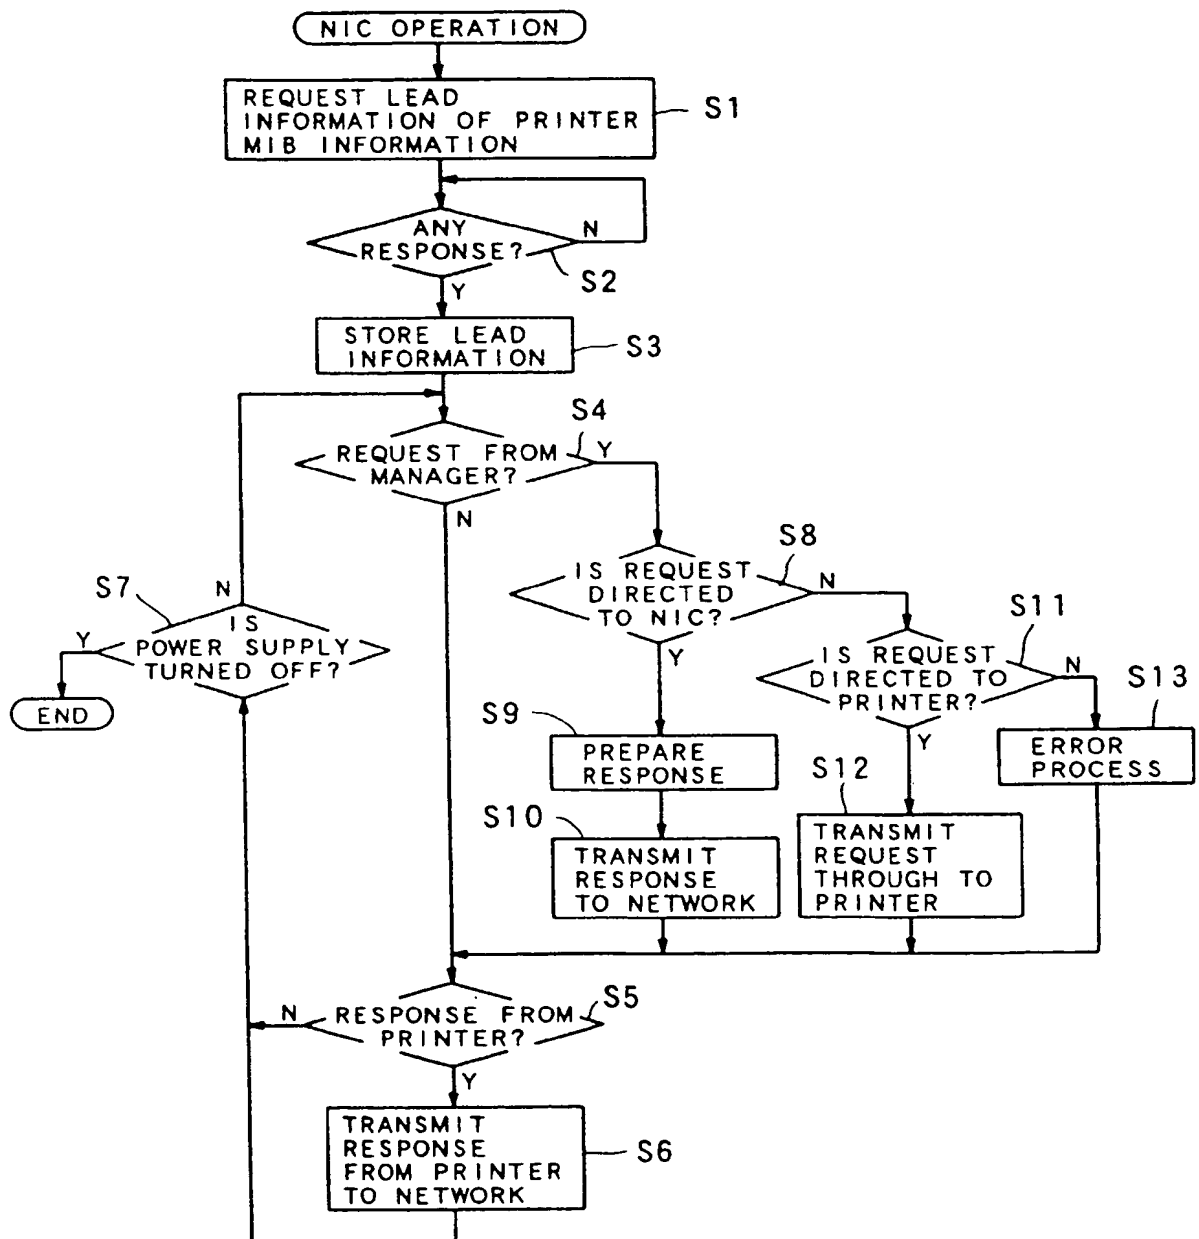 NIC OPERATION
REQUEST LEAD
INFORMATION OF PRINTER
MIB INFORMATION
S1
ANY
RESPONSE?
N
S2
Y
STORE LEAD
INFORMATION
S3
S4
REQUEST FROM
MANAGER?
Y
N
S8
IS REQUEST
DIRECTED
TO NIC?
N
Y
S7
N
IS
POWER SUPPLY
TURNED OFF?
Y
END
S11
IS REQUEST
DIRECTED TO
PRINTER?
N
Y
S13
ERROR
PROCESS
S9
PREPARE
RESPONSE
S10
TRANSMIT
RESPONSE
TO NETWORK
S12
TRANSMIT
REQUEST
THROUGH TO
PRINTER
S5
RESPONSE FROM
PRINTER?
N
Y
TRANSMIT
RESPONSE
FROM PRINTER
TO NETWORK
S6